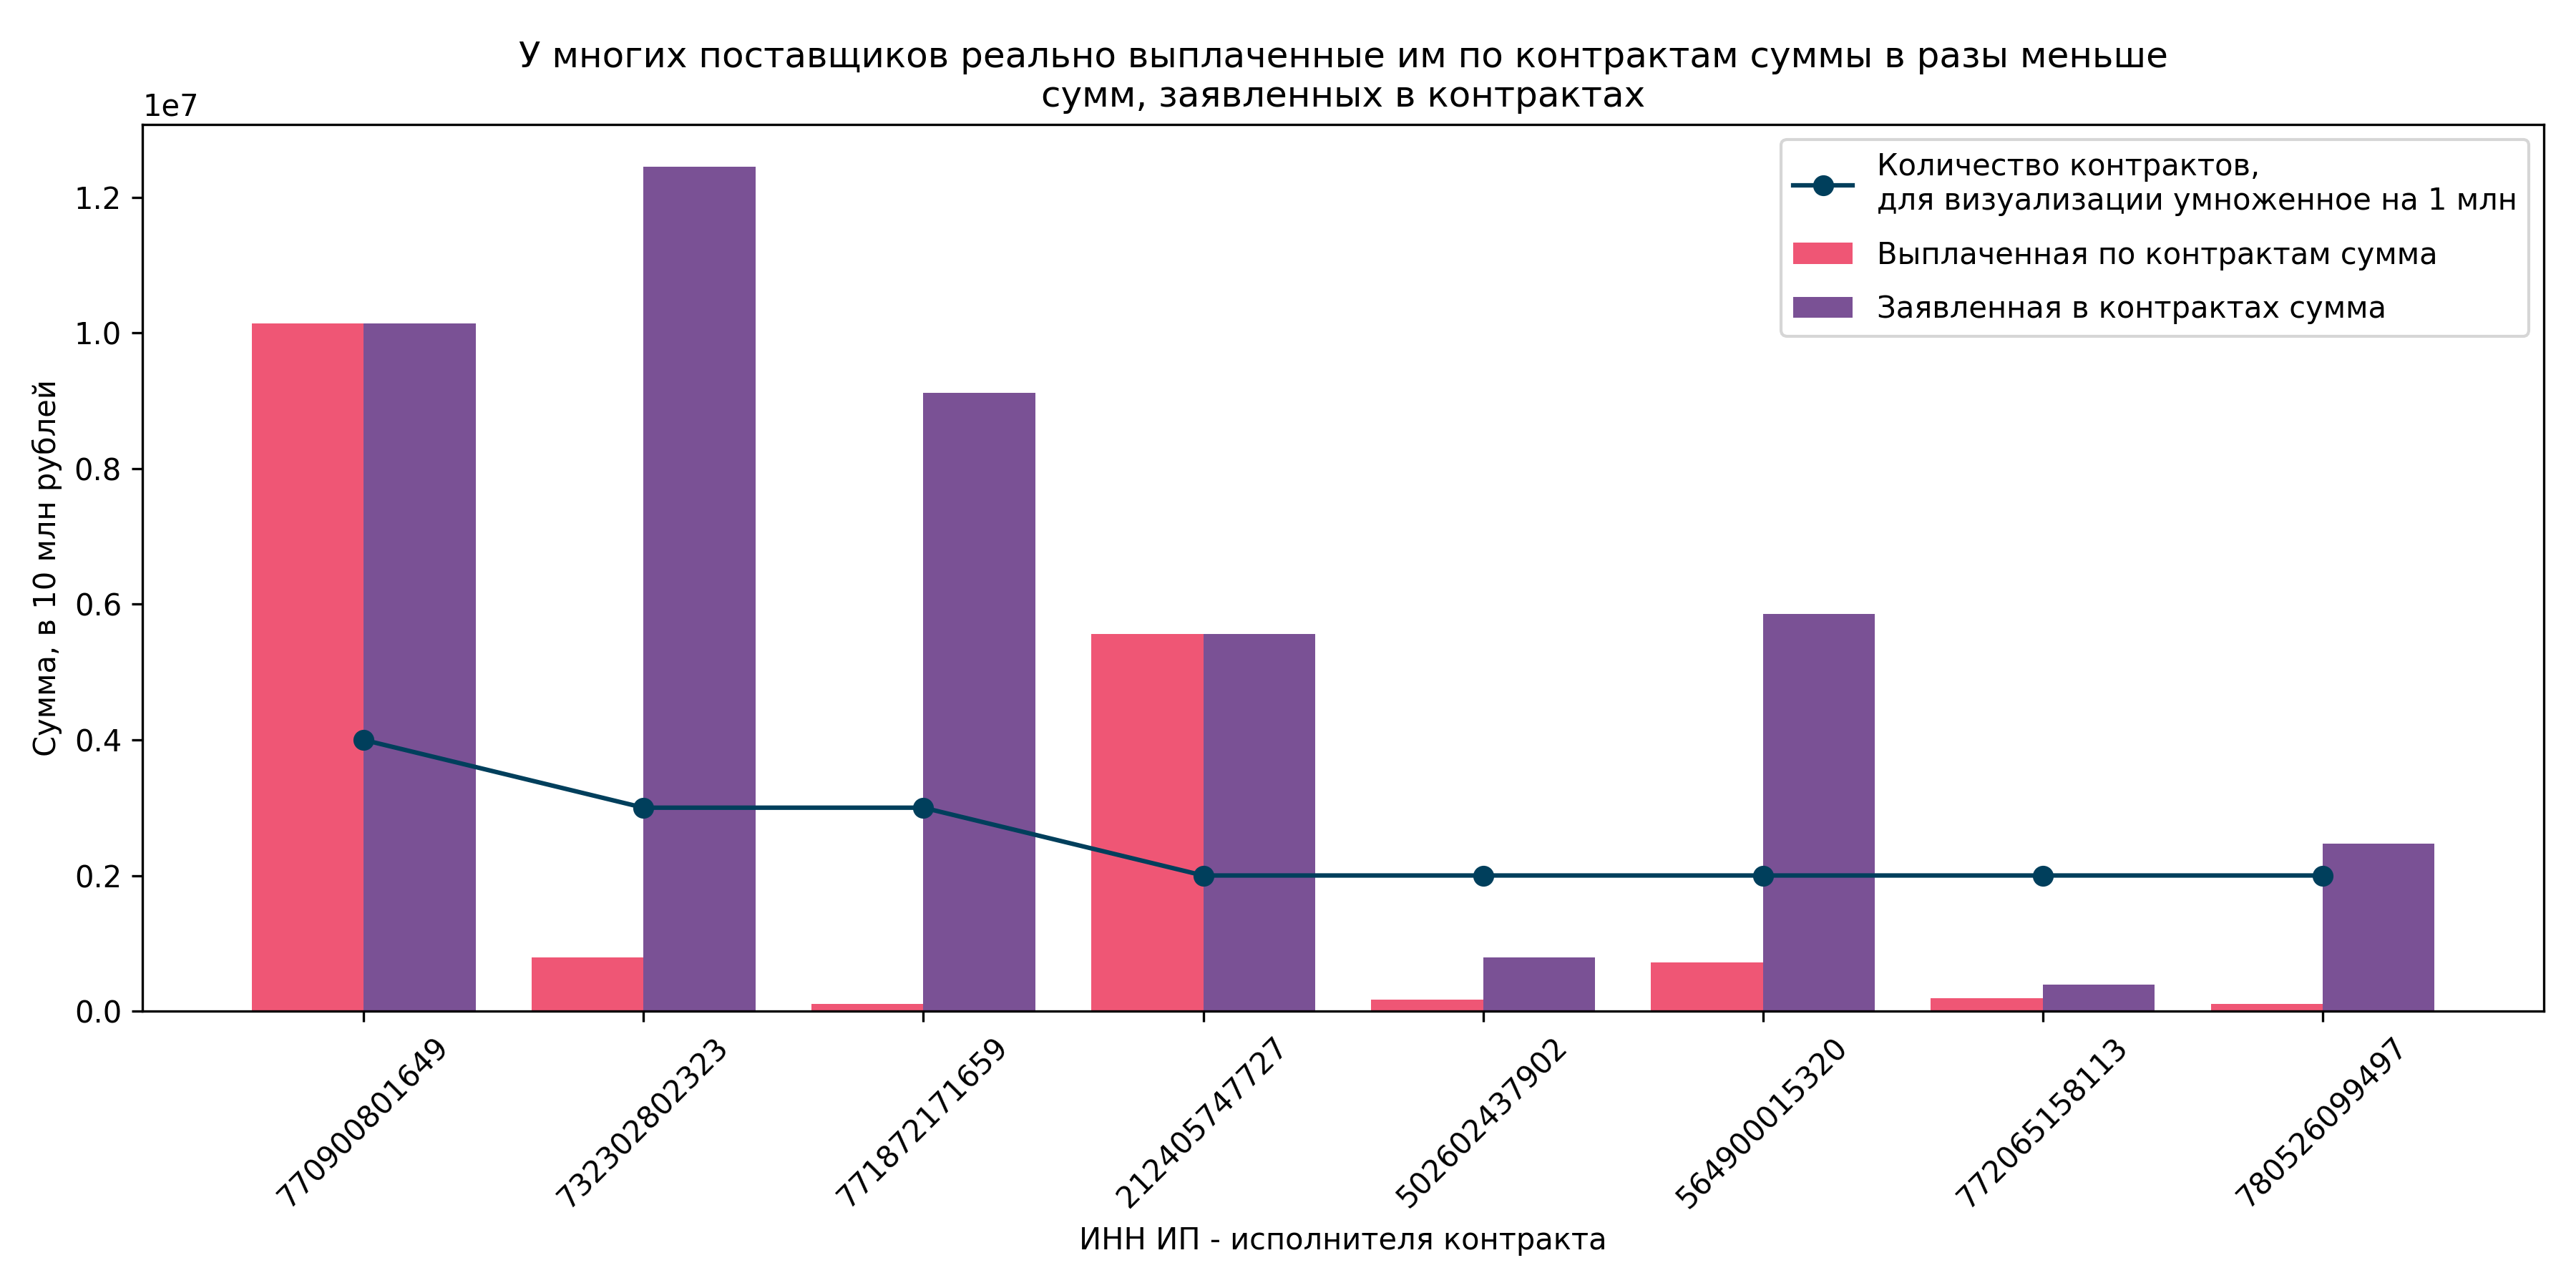 У многих поставщиков реально выплаченные им по контрактам суммы в разы меньше
сумм, заявленных в контрактах
1e7
Количество контрактов,
для визуализации умноженное на 1 млн
Выплаченная по контрактам сумма
Заявленная в контрактах сумма
Сумма, в 10 млн рублей
1.2
1.0
0.8
0.6
0.4
0.2
0.0
770900801649
732302802323
771872171659
212405747727
502602437902
564900015320
772065158113
780526099497
ИНН ИП - исполнителя контракта